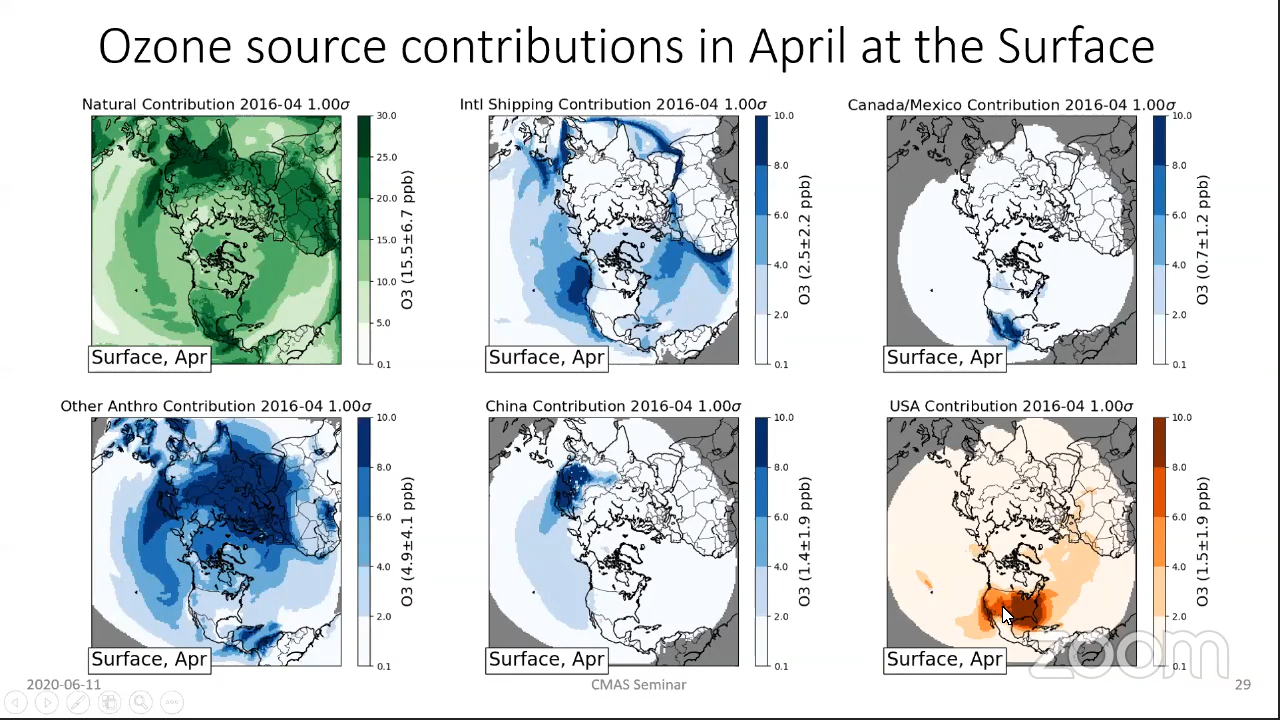 Ozone source contributions in April at the Surface
Natural Contribution 2016-04 1.00σ
30.0
25.0
20.0
15.0
10.0
5.0
0.1
O3 (15.5±6.7 ppb)
Surface, Apr
Intl Shipping Contribution 2016-04 1.00σ
10.0
8.0
6.0
4.0
2.0
0.1
O3 (2.5±2.2 ppb)
Surface, Apr
Canada/Mexico Contribution 2016-04 1.00σ
10.0
8.0
6.0
4.0
2.0
0.1
O3 (0.7±1.2 ppb)
Surface, Apr
Other Anthro Contribution 2016-04 1.00σ
10.0
8.0
6.0
4.0
2.0
0.1
O3 (4.9±4.1 ppb)
Surface, Apr
China Contribution 2016-04 1.00σ
10.0
8.0
6.0
4.0
2.0
0.1
O3 (1.4±1.9 ppb)
Surface, Apr
USA Contribution 2016-04 1.00σ
10.0
8.0
6.0
4.0
2.0
0.1
O3 (1.5±1.9 ppb)
Surface, Apr
zoom
2020-06-11
CMAS Seminar
29